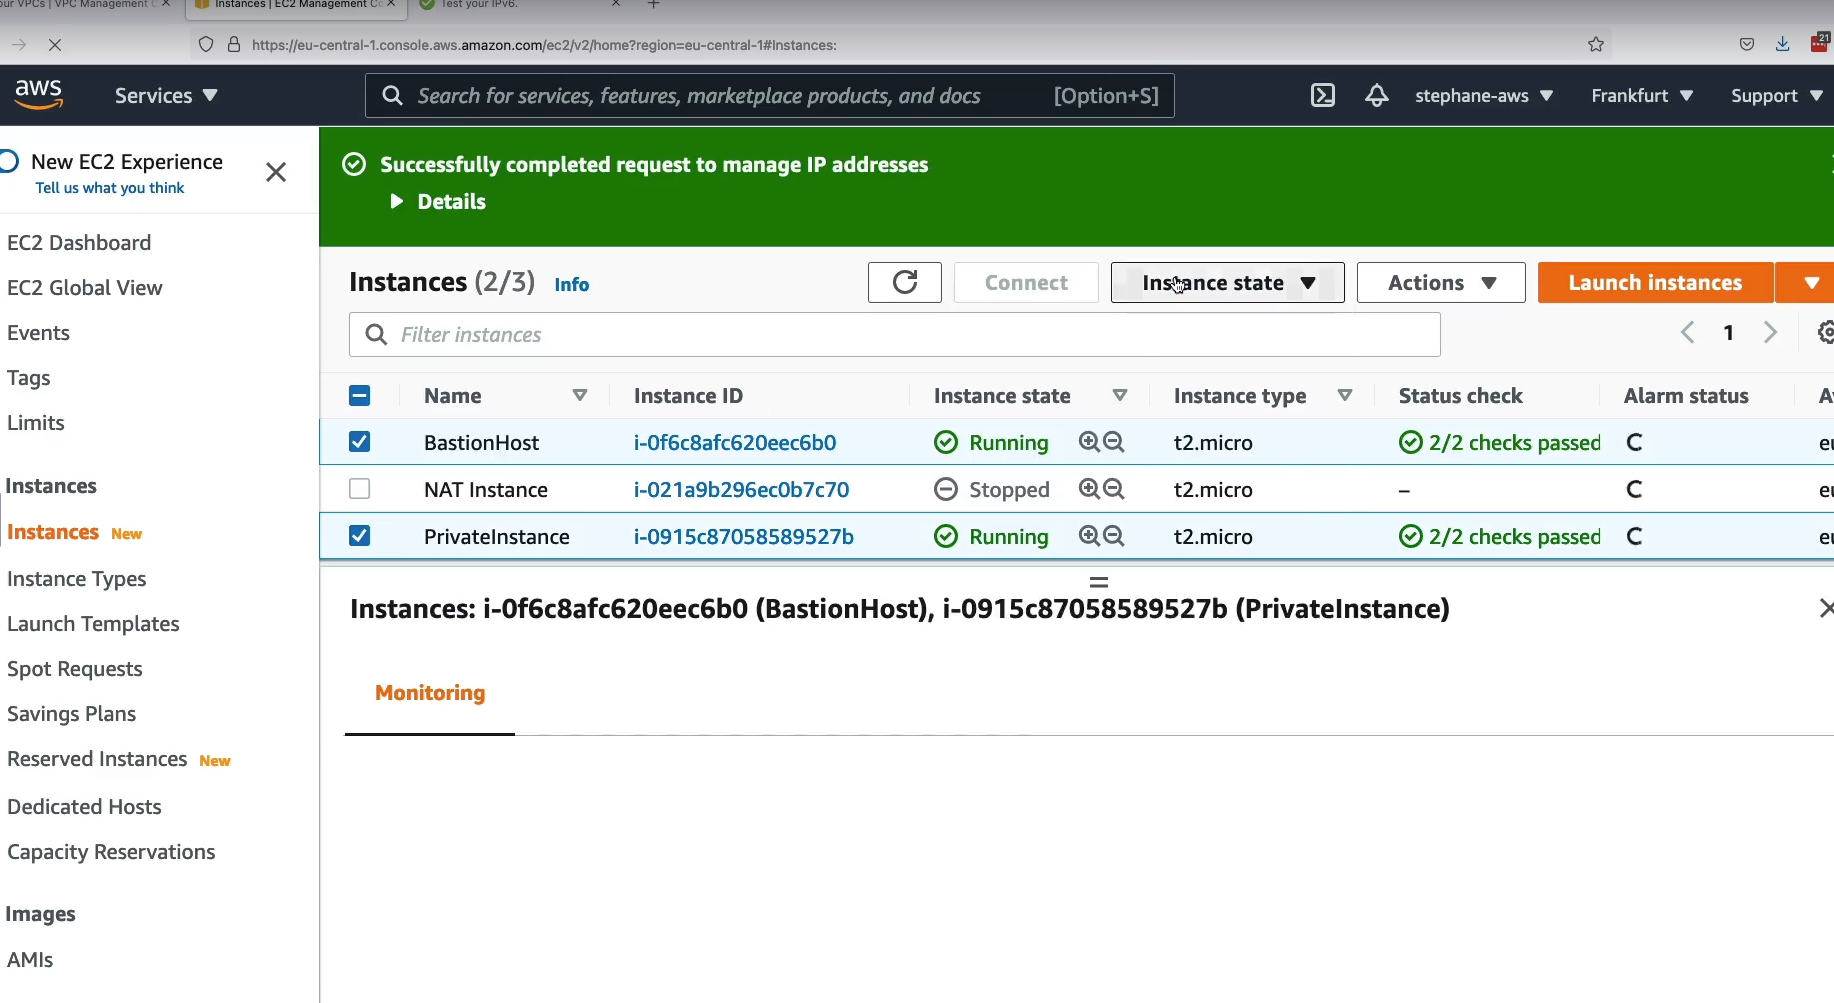 our VPCs | VPC Management C
Instances | EC2 Management Co
Test your IPv6.
https://eu-central-1.console.aws.amazon.com/ec2/v2/home?region=eu-central-1#Instances:
21
aws
Services
Search for services, features, marketplace products, and docs
[Option+S]
stephane-aws
Frankfurt
Support
New EC2 Experience
Tell us what you think
EC2 Dashboard
EC2 Global View
Events
Tags
Limits
Instances
Instances New
Instance Types
Launch Templates
Spot Requests
Savings Plans
Reserved Instances New
Dedicated Hosts
Capacity Reservations
Images
AMIs
Successfully completed request to manage IP addresses
Details
Instances (2/3) Info
Connect
Instance state
Actions
Launch instances
Filter instances
1
Name Instance ID Instance state Instance type Status check Alarm status Av
BastionHost i-0f6c8afc620eec6b0 Running t2.micro 2/2 checks passed eu
NAT Instance i-021a9b296ec0b7c70 Stopped t2.micro – eu
PrivateInstance i-0915c87058589527b Running t2.micro 2/2 checks passed eu
Instances: i-0f6c8afc620eec6b0 (BastionHost), i-0915c87058589527b (PrivateInstance)
Monitoring